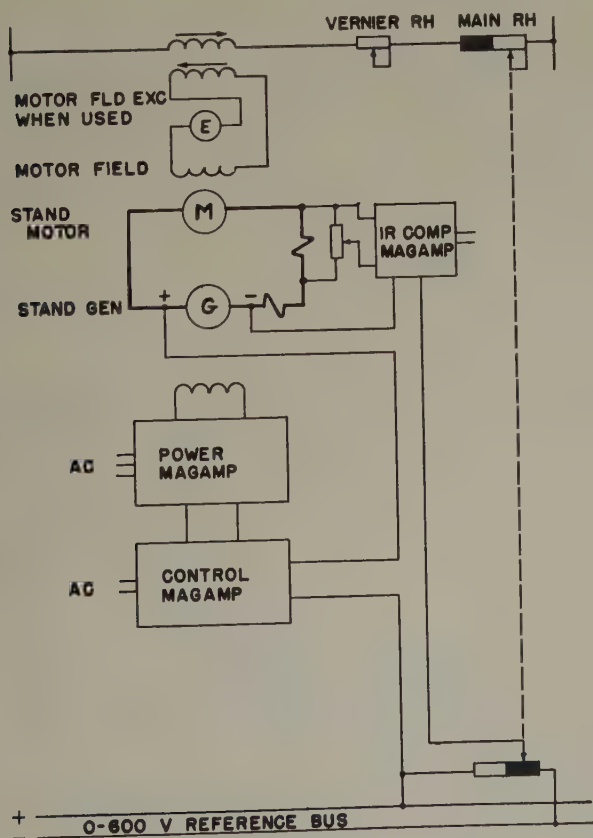 VERNIER RH
MAIN RH
MOTOR FLD EXC
WHEN USED
E
MOTOR FIELD
STAND
MOTOR
M
IR COMP
MAGAMP
STAND GEN
+
G
-
POWER
MAGAMP
AC
CONTROL
MAGAMP
AC
+
0-600 V REFERENCE BUS